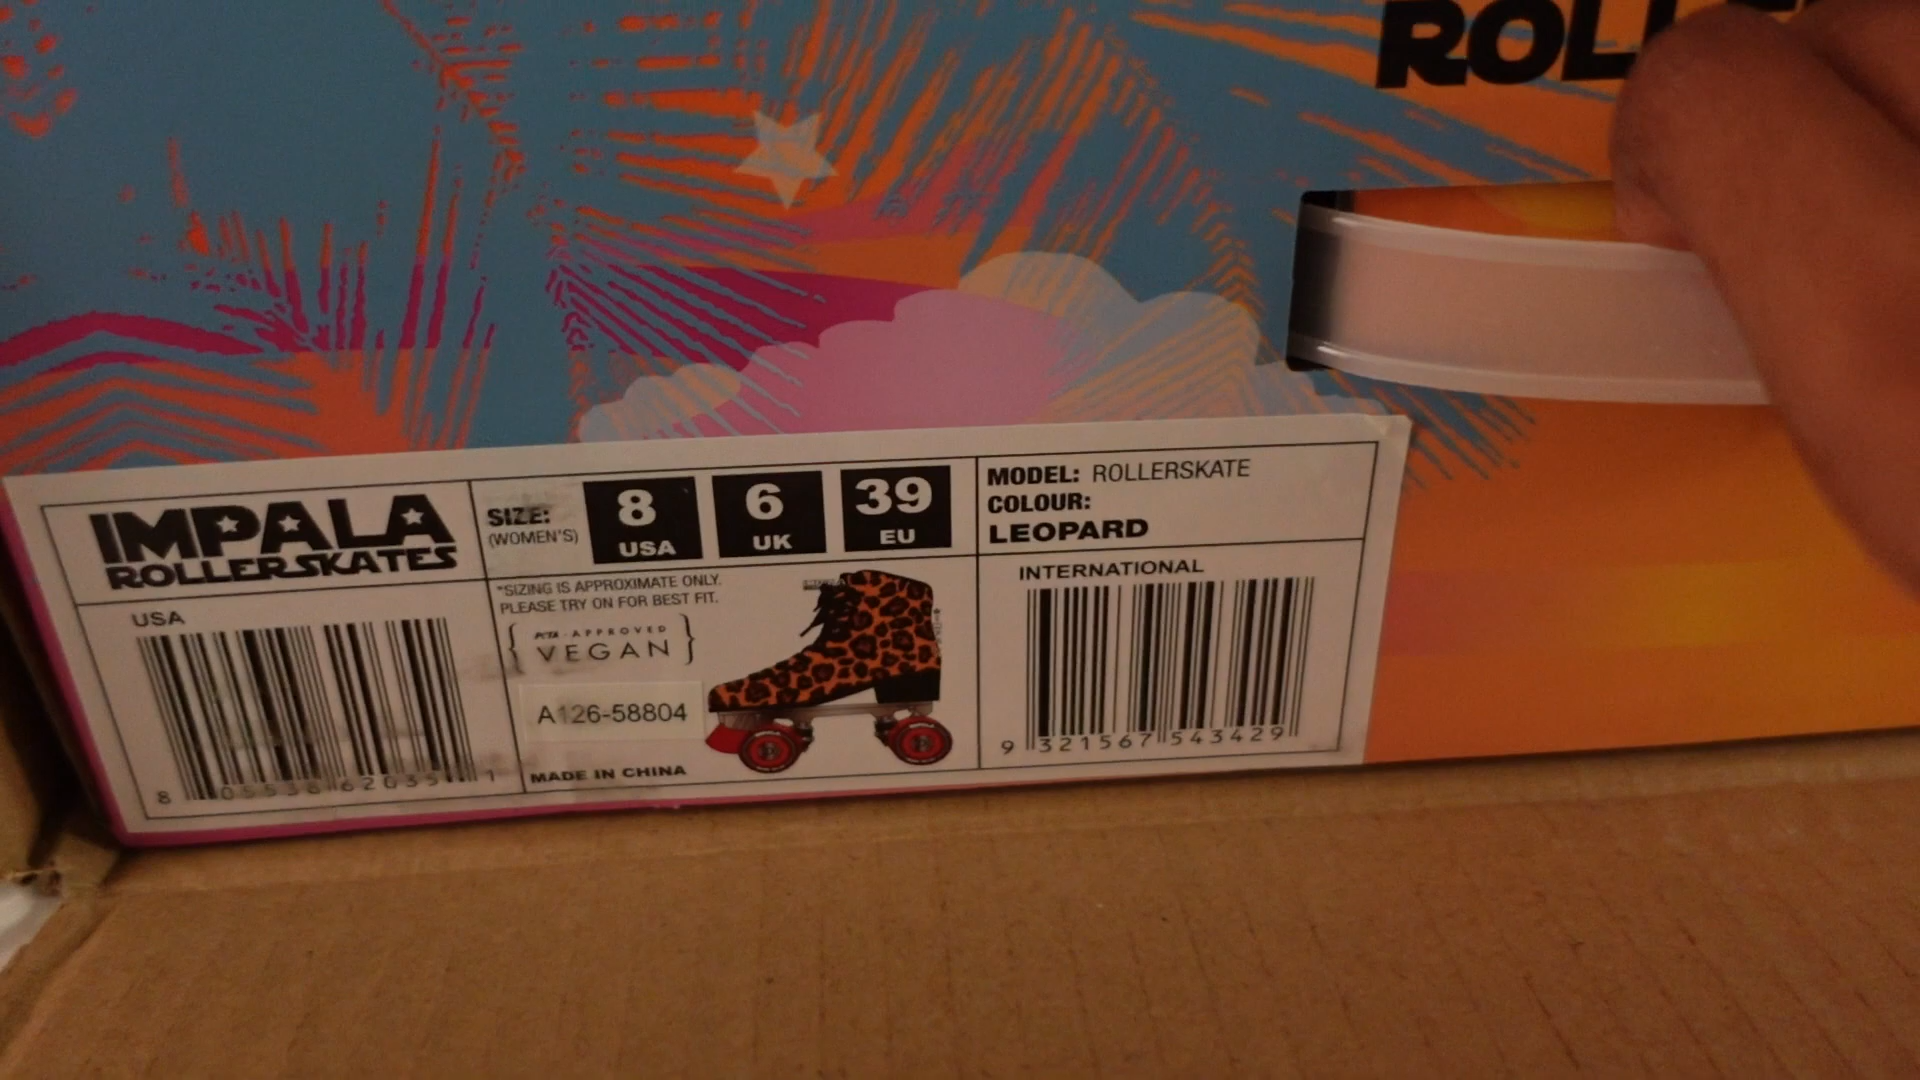 ROLL
IMPALA
ROLLERSKATES
SIZE:
(WOMEN'S)
8
USA
6
UK
39
EU
MODEL: ROLLERSKATE
COLOUR:
LEOPARD
USA
*SIZING IS APPROXIMATE ONLY.
PLEASE TRY ON FOR BEST FIT.
PETA - APPROVED
VEGAN
A126-58804
MADE IN CHINA
INTERNATIONAL
9 321567 543429